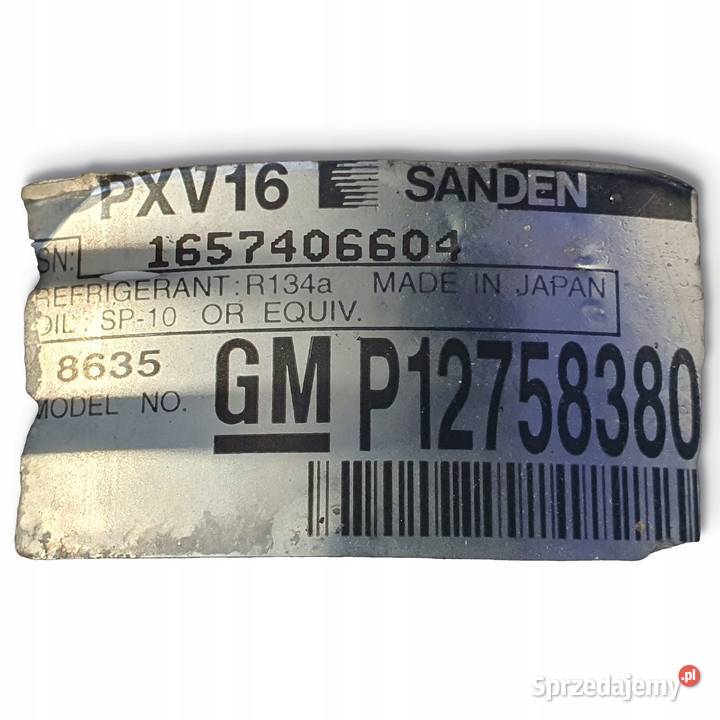 PXV16 SANDEN
SN: 1657406604
REFRIGERANT: R134a MADE IN JAPAN
OIL: SP-10 OR EQUIV.
8635
MODEL NO. GM P12758380
Sprzedajemy.pl